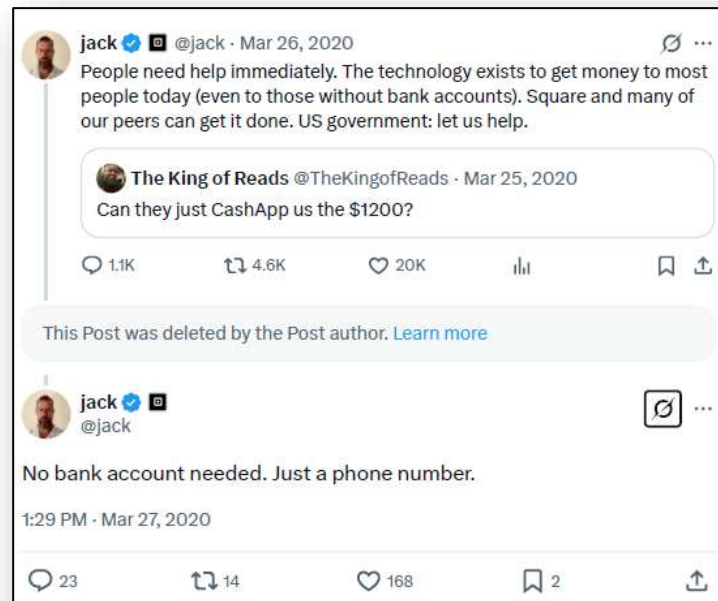 jack @jack · Mar 26, 2020
People need help immediately. The technology exists to get money to most
people today (even to those without bank accounts). Square and many of
our peers can get it done. US government: let us help.
The King of Reads @TheKingofReads · Mar 25, 2020
Can they just CashApp us the $1200?
1.1K 4.6K 20K
This Post was deleted by the Post author. Learn more
jack
@jack
No bank account needed. Just a phone number.
1:29 PM · Mar 27, 2020
23 14 168 2